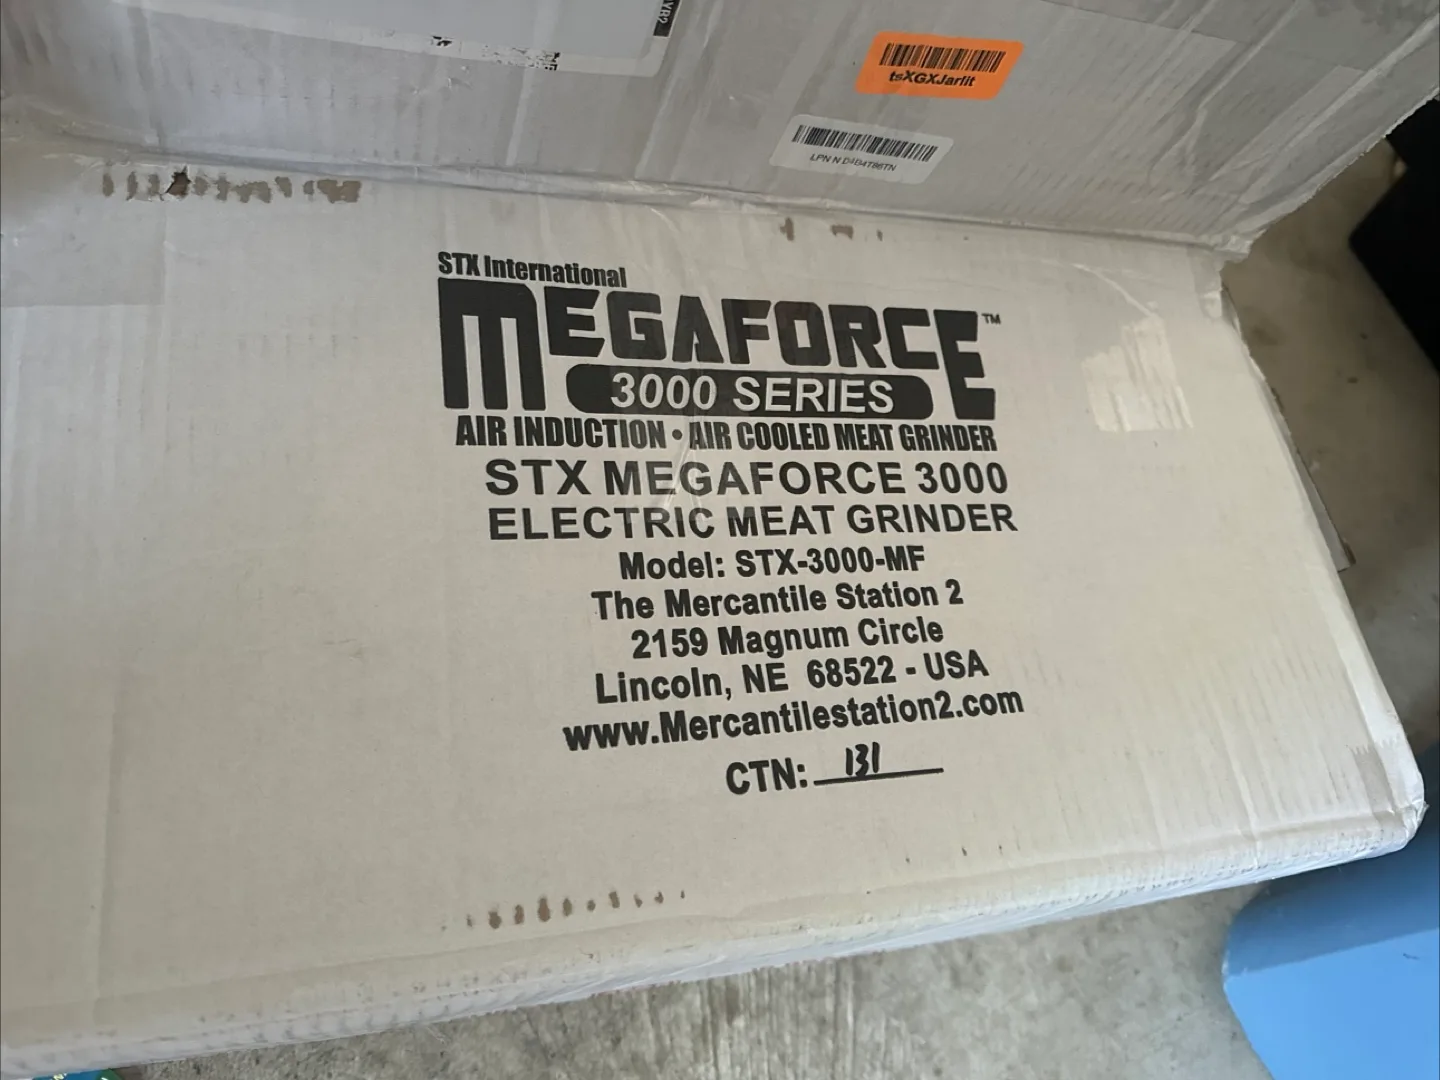 tsXGXJarlit
STX International
MEGAFORCE™
3000 SERIES
AIR INDUCTION • AIR COOLED MEAT GRINDER
STX MEGAFORCE 3000
ELECTRIC MEAT GRINDER
Model: STX-3000-MF
The Mercantile Station 2
2159 Magnum Circle
Lincoln, NE 68522 - USA
www.Mercantilestation2.com
CTN: 131